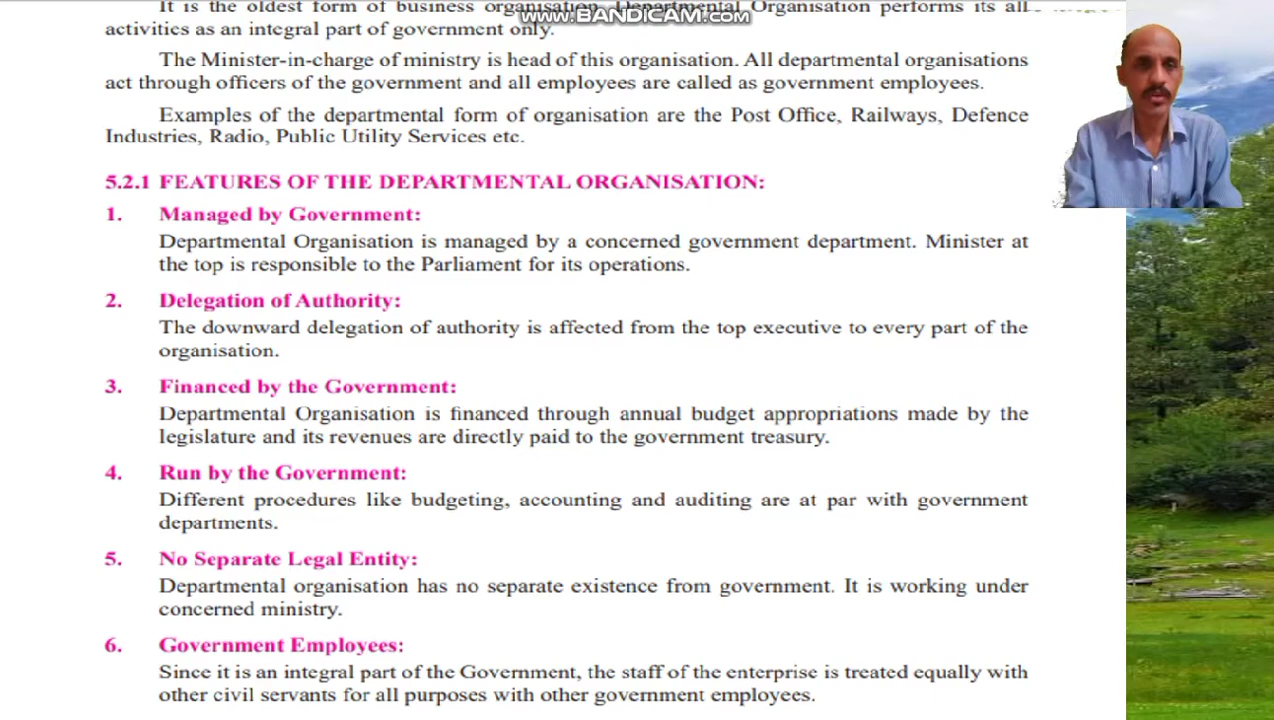 It is the oldest form of business organisation. Departmental Organisation performs its all
www.BANDICAM.com
activities as an integral part of government only.
The Minister-in-charge of ministry is head of this organisation. All departmental organisations
act through officers of the government and all employees are called as government employees.
Examples of the departmental form of organisation are the Post Office, Railways, Defence
Industries, Radio, Public Utility Services etc.
5.2.1 FEATURES OF THE DEPARTMENTAL ORGANISATION:
1. Managed by Government:
Departmental Organisation is managed by a concerned government department. Minister at
the top is responsible to the Parliament for its operations.
2. Delegation of Authority:
The downward delegation of authority is affected from the top executive to every part of the
organisation.
3. Financed by the Government:
Departmental Organisation is financed through annual budget appropriations made by the
legislature and its revenues are directly paid to the government treasury.
4. Run by the Government:
Different procedures like budgeting, accounting and auditing are at par with government
departments.
5. No Separate Legal Entity:
Departmental organisation has no separate existence from government. It is working under
concerned ministry.
6. Government Employees:
Since it is an integral part of the Government, the staff of the enterprise is treated equally with
other civil servants for all purposes with other government employees.